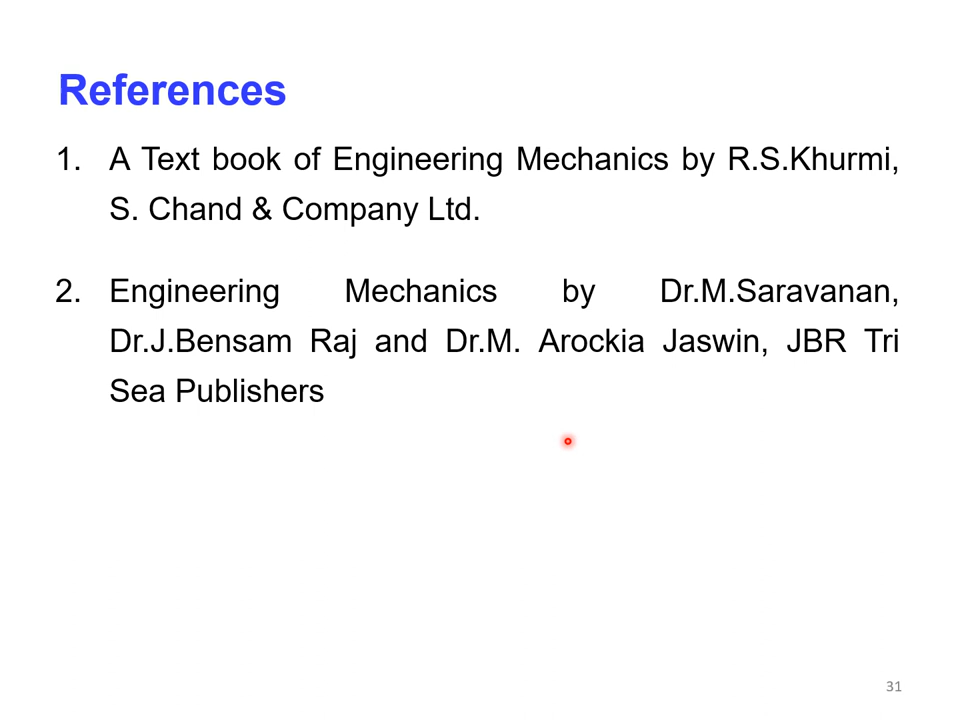 References
1. A Text book of Engineering Mechanics by R.S.Khurmi,
S. Chand & Company Ltd.
2. Engineering Mechanics by Dr.M.Saravanan,
Dr.J.Bensam Raj and Dr.M. Arockia Jaswin, JBR Tri
Sea Publishers
31